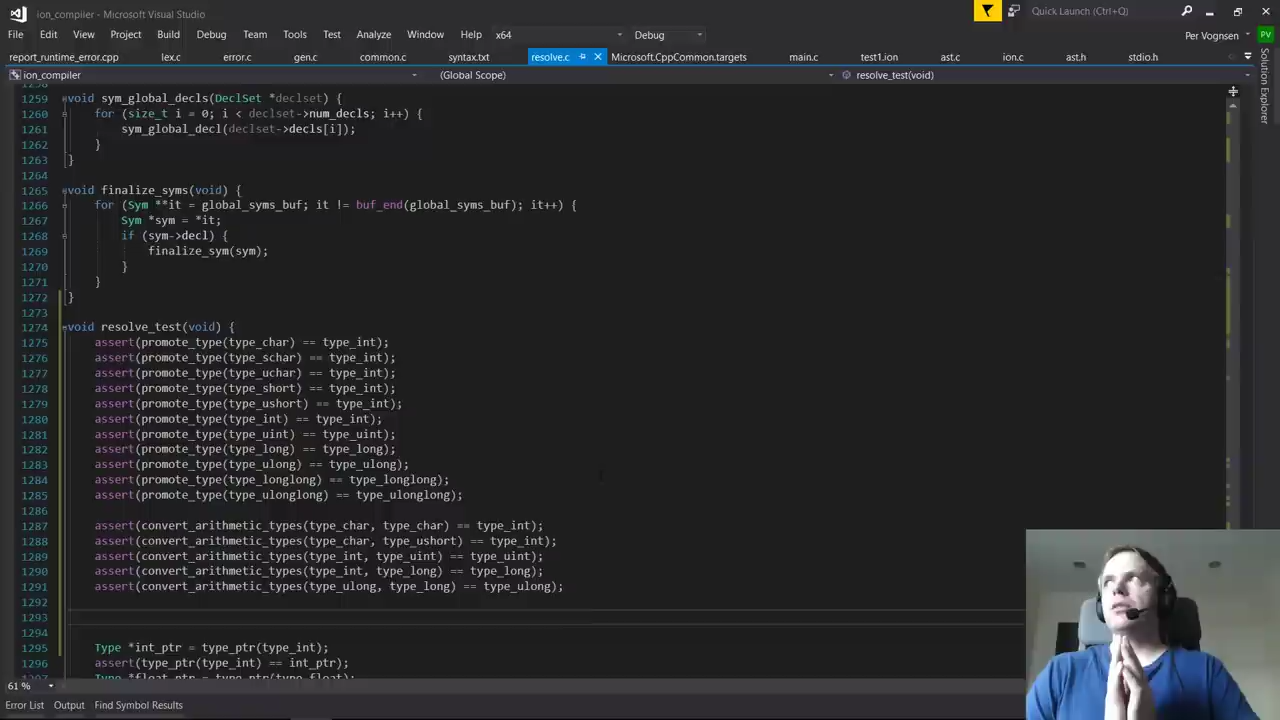 ion_compiler - Microsoft Visual Studio
Quick Launch (Ctrl+Q)
File Edit View Project Build Debug Team Tools Test Analyze Window Help x64 Debug
Per Vognsen PV
report_runtime_error.cpp lex.c error.c gen.c common.c syntax.txt resolve.c Microsoft.CppCommon.targets main.c test1.ion ast.c ion.c ast.h stdio.h
ion_compiler (Global Scope) resolve_test(void)
Solution Explorer
1259 void sym_global_decls(DeclSet *declset) {
1260 for (size_t i = 0; i < declset->num_decls; i++) {
1261 sym_global_decl(declset->decls[i]);
1262 }
1263 }
1264
1265 void finalize_syms(void) {
1266 for (Sym **it = global_syms_buf; it != buf_end(global_syms_buf); it++) {
1267 Sym *sym = *it;
1268 if (sym->decl) {
1269 finalize_sym(sym);
1270 }
1271 }
1272 }
1273
1274 void resolve_test(void) {
1275 assert(promote_type(type_char) == type_int);
1276 assert(promote_type(type_schar) == type_int);
1277 assert(promote_type(type_uchar) == type_int);
1278 assert(promote_type(type_short) == type_int);
1279 assert(promote_type(type_ushort) == type_int);
1280 assert(promote_type(type_int) == type_int);
1281 assert(promote_type(type_uint) == type_uint);
1282 assert(promote_type(type_long) == type_long);
1283 assert(promote_type(type_ulong) == type_ulong);
1284 assert(promote_type(type_longlong) == type_longlong);
1285 assert(promote_type(type_ulonglong) == type_ulonglong);
1286
1287 assert(convert_arithmetic_types(type_char, type_char) == type_int);
1288 assert(convert_arithmetic_types(type_char, type_ushort) == type_int);
1289 assert(convert_arithmetic_types(type_int, type_uint) == type_uint);
1290 assert(convert_arithmetic_types(type_int, type_long) == type_long);
1291 assert(convert_arithmetic_types(type_ulong, type_long) == type_ulong);
1292
1293
1294
1295 Type *int_ptr = type_ptr(type_int);
1296 assert(type_ptr(type_int) == int_ptr);
Type *float_ptr = type_ptr(type_float);
61 %
Error List Output Find Symbol Results